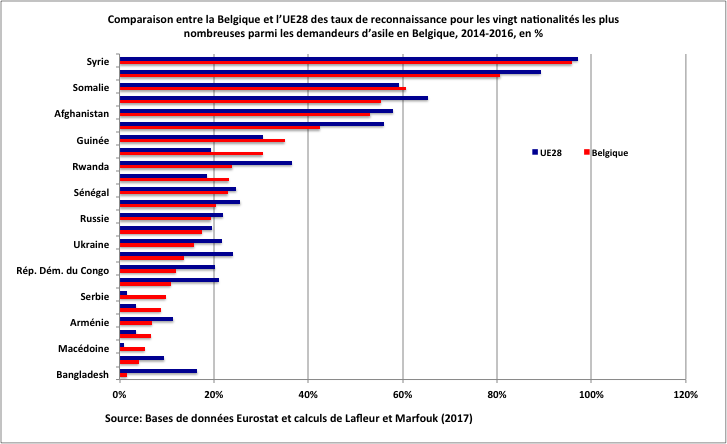 Comparaison entre la Belgique et l’UE28 des taux de reconnaissance pour les vingt nationalités les plus
nombreuses parmi les demandeurs d’asile en Belgique, 2014-2016, en %
Syrie
Somalie
Afghanistan
Guinée
UE28 Belgique
Rwanda
Sénégal
Russie
Ukraine
Rép. Dém. du Congo
Serbie
Arménie
Macédoine
Bangladesh
0% 20% 40% 60% 80% 100% 120%
Source: Bases de données Eurostat et calculs de Lafleur et Marfouk (2017)